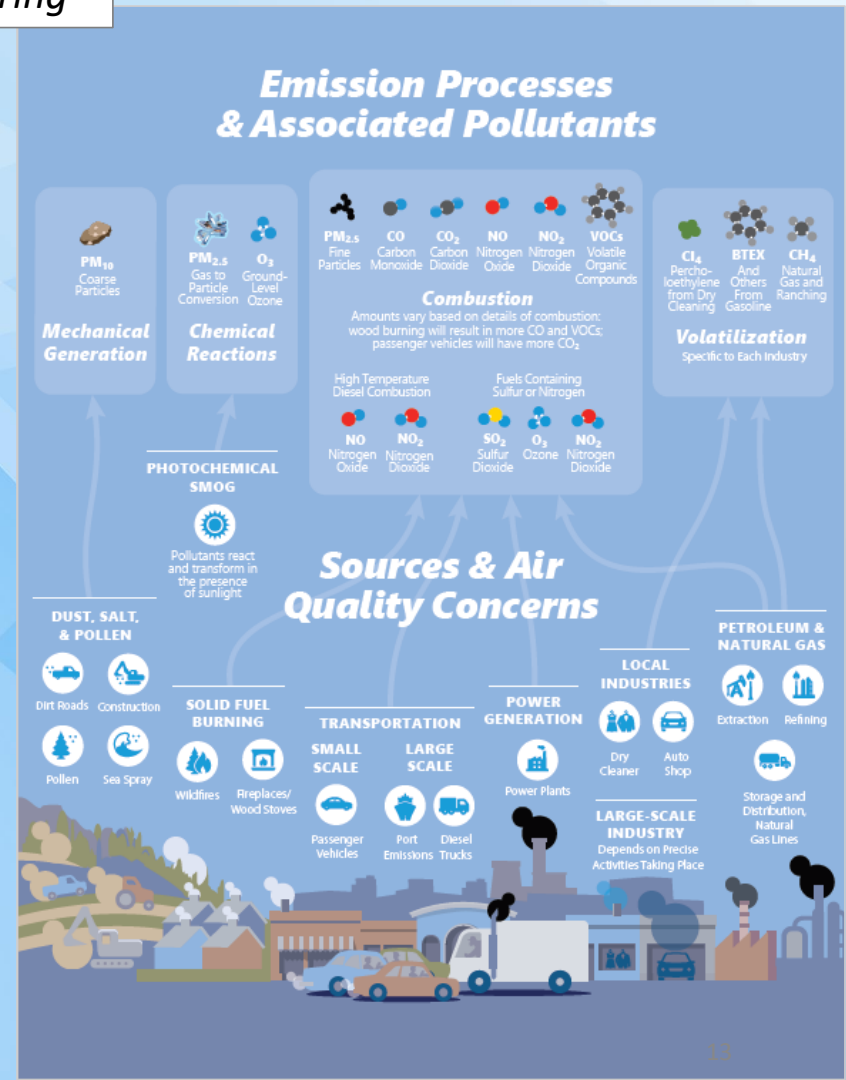 ring
Emission Processes
& Associated Pollutants
PM10
Coarse
Particles
Mechanical
Generation
PM2.5
Gas to
Particle
Conversion
O3
Ground-
Level
Ozone
Chemical
Reactions
PM2.5
Fine
Particles
CO
Carbon
Monoxide
CO2
Carbon
Dioxide
NO
Nitrogen
Oxide
NO2
Nitrogen
Dioxide
VOCs
Volatile
Organic
Compounds
Combustion
Amounts vary based on details of combustion:
wood burning will result in more CO and VOCs;
passenger vehicles will have more CO2
High Temperature
Diesel Combustion
NO
Nitrogen
Oxide
NO2
Nitrogen
Dioxide
Fuels Containing
Sulfur or Nitrogen
SO2
Sulfur
Dioxide
O3
Ozone
NO2
Nitrogen
Dioxide
Cl4
Percho-
loethylene
from Dry
Cleaning
BTEX
And
Others
From
Gasoline
CH4
Natural
Gas and
Ranching
Volatilization
Specific to Each Industry
PHOTOCHEMICAL
SMOG
Pollutants react
and transform in
the presence
of sunlight
Sources & Air
Quality Concerns
DUST, SALT,
& POLLEN
Dirt Roads
Construction
Pollen
Sea Spray
SOLID FUEL
BURNING
Wildfires
Fireplaces/
Wood Stoves
TRANSPORTATION
SMALL
SCALE
Passenger
Vehicles
LARGE
SCALE
Port
Emissions
Diesel
Trucks
POWER
GENERATION
Power Plants
LOCAL
INDUSTRIES
Dry
Cleaner
Auto
Shop
LARGE-SCALE
INDUSTRY
Depends on Precise
Activities Taking Place
PETROLEUM &
NATURAL GAS
Extraction
Refining
Storage and
Distribution,
Natural
Gas Lines
13